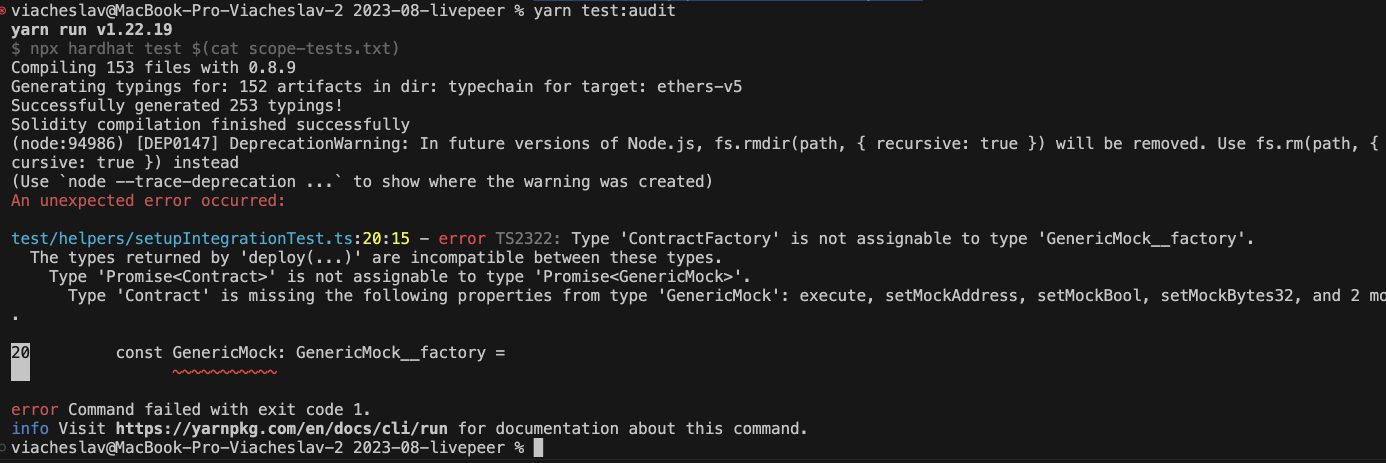 viacheslav@MacBook-Pro-Viacheslav-2 2023-08-livepeer % yarn test:audit
yarn run v1.22.19
$ npx hardhat test $(cat scope-tests.txt)
Compiling 153 files with 0.8.9
Generating typings for: 152 artifacts in dir: typechain for target: ethers-v5
Successfully generated 253 typings!
Solidity compilation finished successfully
(node:94986) [DEP0147] DeprecationWarning: In future versions of Node.js, fs.rmdir(path, { recursive: true }) will be removed. Use fs.rm(path, {
cursive: true }) instead
(Use `node --trace-deprecation ...` to show where the warning was created)
An unexpected error occurred:
test/helpers/setupIntegrationTest.ts:20:15 - error TS2322: Type 'ContractFactory' is not assignable to type 'GenericMock__factory'.
The types returned by 'deploy(...)' are incompatible between these types.
Type 'Promise<Contract>' is not assignable to type 'Promise<GenericMock>'.
Type 'Contract' is missing the following properties from type 'GenericMock': execute, setMockAddress, setMockBool, setMockBytes32, and 2 mo
.
20 const GenericMock: GenericMock__factory =
error Command failed with exit code 1.
info Visit https://yarnpkg.com/en/docs/cli/run for documentation about this command.
viacheslav@MacBook-Pro-Viacheslav-2 2023-08-livepeer %